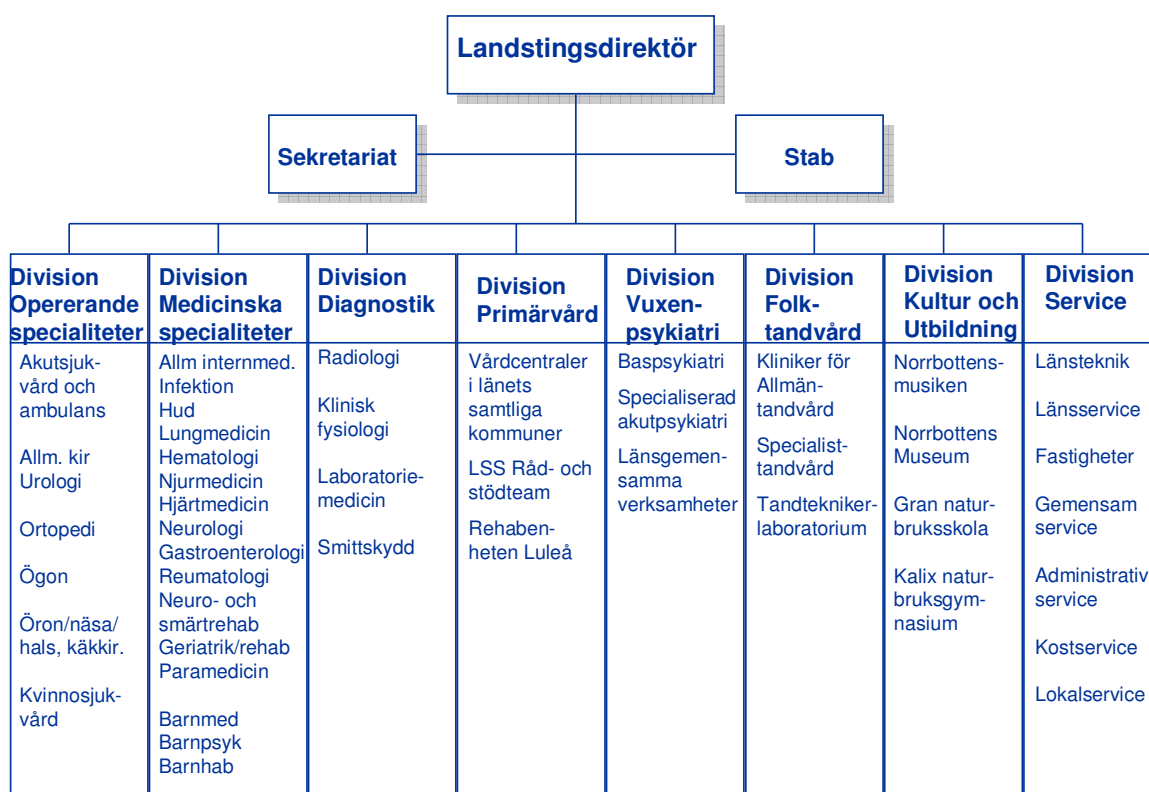 Landstingsdirektör
Sekretariat
Stab
Division
Opererande
specialiteter
Akutsjuk-
vård och
ambulans
Allm. kir
Urologi
Ortopedi
Ögon
Öron/näsa/
hals, käkkir.
Kvinnosjuk-
vård
Division
Medicinska
specialiteter
Allm internmed.
Infektion
Hud
Lungmedicin
Hematologi
Njurmedicin
Hjärtmedicin
Neurologi
Gastroenterologi
Reumatologi
Neuro- och
smärtrehab
Geriatrik/rehab
Paramedicin
Barnmed
Barnpsyk
Barnhab
Division
Diagnostik
Radiologi
Klinisk
fysiologi
Laboratorie-
medicin
Smittskydd
Division
Primärvård
Vårdcentraler
i länets
samtliga
kommuner
LSS Råd- och
stödteam
Rehaben-
heten Luleå
Division
Vuxen-
psykiatri
Baspsykiatri
Specialiserad
akutpsykiatri
Länsgemen-
samma
verksamheter
Division
Folk-
tandvård
Kliniker för
Allmän-
tandvård
Specialist-
tandvård
Tandtekniker-
laboratorium
Division
Kultur och
Utbildning
Norrbottens-
musiken
Norrbottens
Museum
Gran natur-
bruksskola
Kalix natur-
bruksgym-
nasium
Division
Service
Länsteknik
Länsservice
Fastigheter
Gemensam
service
Administrativ
service
Kostservice
Lokalservice